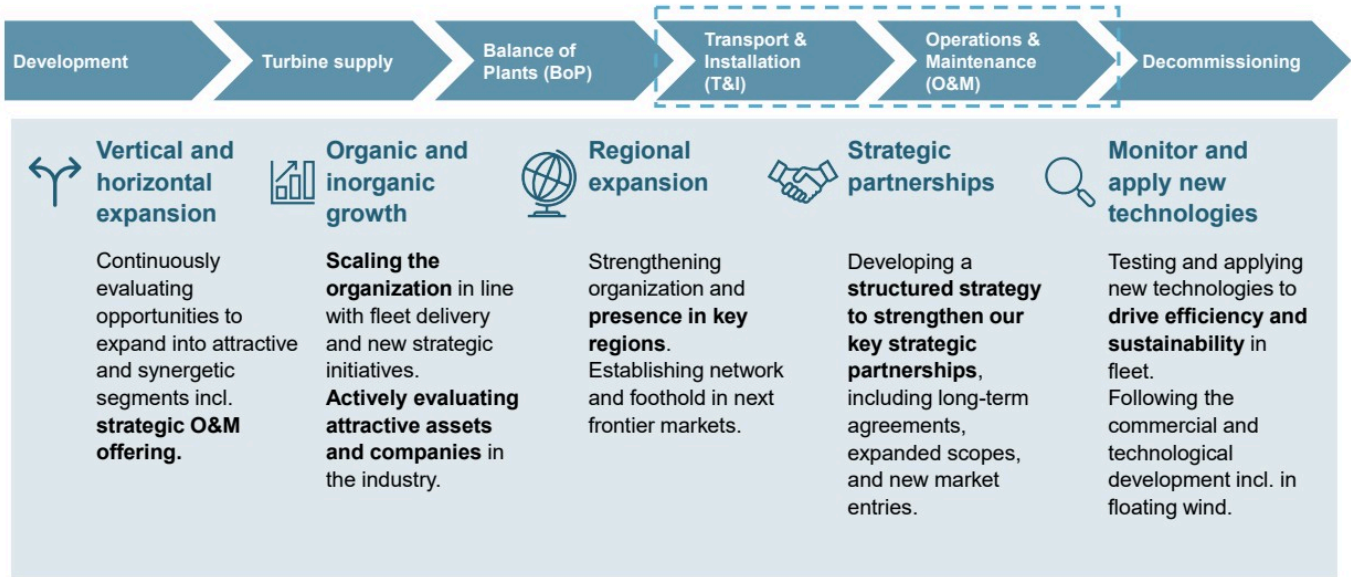 Development
Turbine supply
Balance of
Plants (BoP)
Transport &
Installation
(T&I)
Operations &
Maintenance
(O&M)
Decommissioning
Vertical and
horizontal
expansion
Continuously
evaluating
opportunities to
expand into attractive
and synergetic
segments incl.
strategic O&M
offering.
Organic and
inorganic
growth
Scaling the
organization in line
with fleet delivery
and new strategic
initiatives.
Actively evaluating
attractive assets
and companies in
the industry.
Regional
expansion
Strengthening
organization and
presence in key
regions.
Establishing network
and foothold in next
frontier markets.
Strategic
partnerships
Developing a
structured strategy
to strengthen our
key strategic
partnerships,
including long-term
agreements,
expanded scopes,
and new market
entries.
Monitor and
apply new
technologies
Testing and applying
new technologies to
drive efficiency and
sustainability in
fleet.
Following the
commercial and
technological
development incl. in
floating wind.